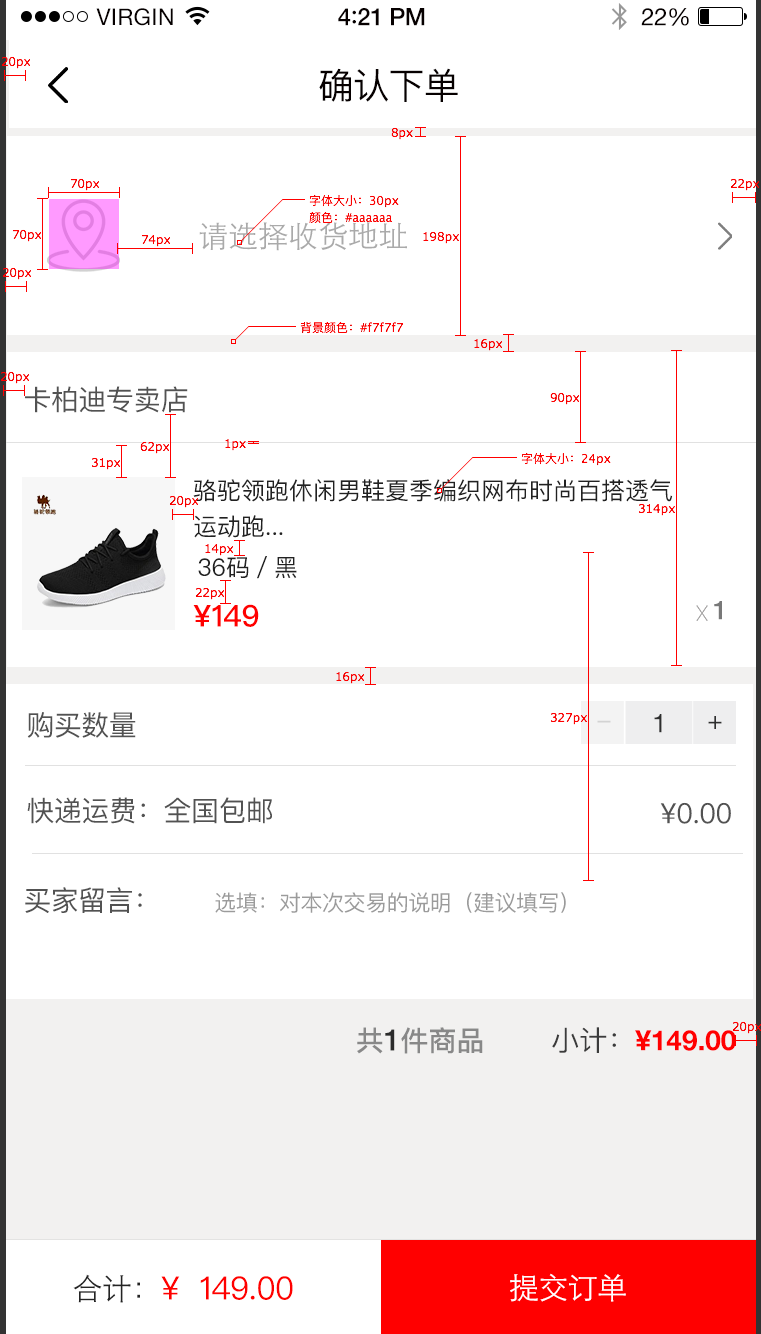 VIRGIN 4:21 PM 22%
20px
确认下单
8px
70px
22px
字体大小：30px
颜色：#aaaaaa
70px
74px
请选择收货地址
198px
20px
背景颜色：#f7f7f7
16px
20px
卡柏迪专卖店
90px
62px
1px
31px
字体大小：24px
骆驼领跑
20px
骆驼领跑休闲男鞋夏季编织网布时尚百搭透气
314px
运动跑...
14px
36码 / 黑
22px
¥149
x 1
16px
购买数量
327px
− 1 +
快递运费：全国包邮 ¥0.00
买家留言： 选填：对本次交易的说明（建议填写）
共1件商品 小计：¥149.00
20px
合计：¥ 149.00
提交订单